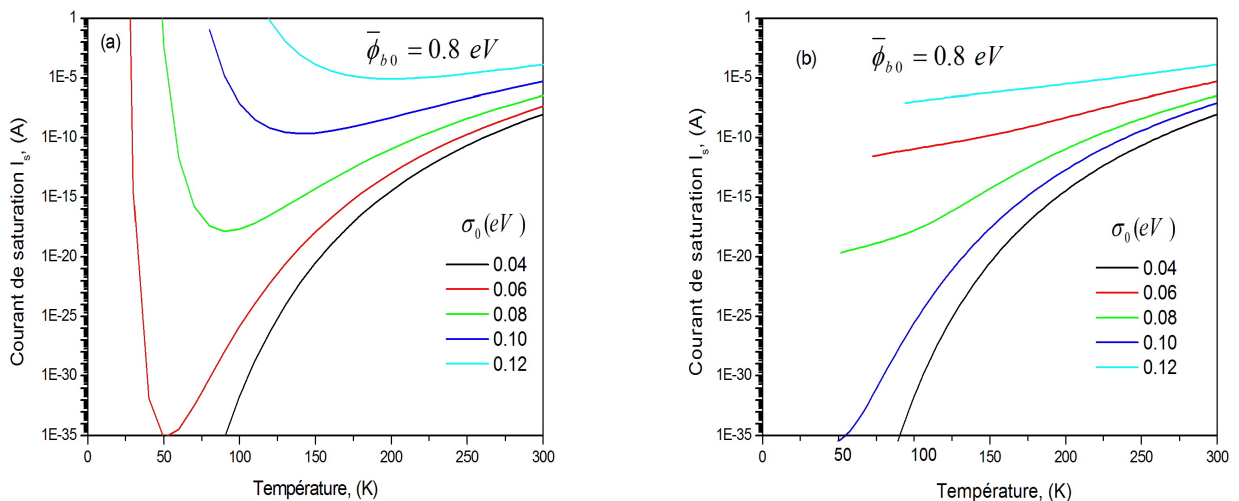 (a)
ϕ̅b0 = 0.8 eV
Courant de saturation Is, (A)
1
1E-5
1E-10
1E-15
1E-20
1E-25
1E-30
1E-35
σ0(eV)
0.04
0.06
0.08
0.10
0.12
0 50 100 150 200 250 300
Température, (K)
(b)
ϕ̅b0 = 0.8 eV
Courant de saturation Is, (A)
1
1E-5
1E-10
1E-15
1E-20
1E-25
1E-30
1E-35
σ0(eV)
0.04
0.06
0.08
0.10
0.12
0 50 100 150 200 250 300
Température, (K)